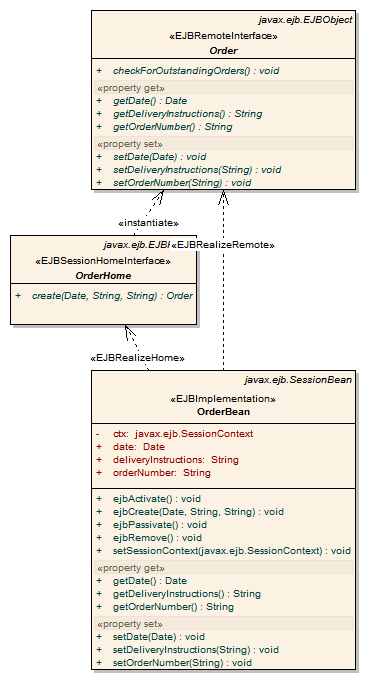 javax.ejb.EJBObject
«EJBRemoteInterface»
Order
+ checkForOutstandingOrders() : void
«property get»
+ getDate() : Date
+ getDeliveryInstructions() : String
+ getOrderNumber() : String
«property set»
+ setDate(Date) : void
+ setDeliveryInstructions(String) : void
+ setOrderNumber(String) : void
«instantiate»
javax.ejb.EJBH
«EJBRealizeRemote»
«EJBSessionHomeInterface»
OrderHome
+ create(Date, String, String) : Order
«EJBRealizeHome»
javax.ejb.SessionBean
«EJBImplementation»
OrderBean
- ctx: javax.ejb.SessionContext
+ date: Date
+ deliveryInstructions: String
+ orderNumber: String
+ ejbActivate() : void
+ ejbCreate(Date, String, String) : void
+ ejbPassivate() : void
+ ejbRemove() : void
+ setSessionContext(javax.ejb.SessionContext) : void
«property get»
+ getDate() : Date
+ getDeliveryInstructions() : String
+ getOrderNumber() : String
«property set»
+ setDate(Date) : void
+ setDeliveryInstructions(String) : void
+ setOrderNumber(String) : void